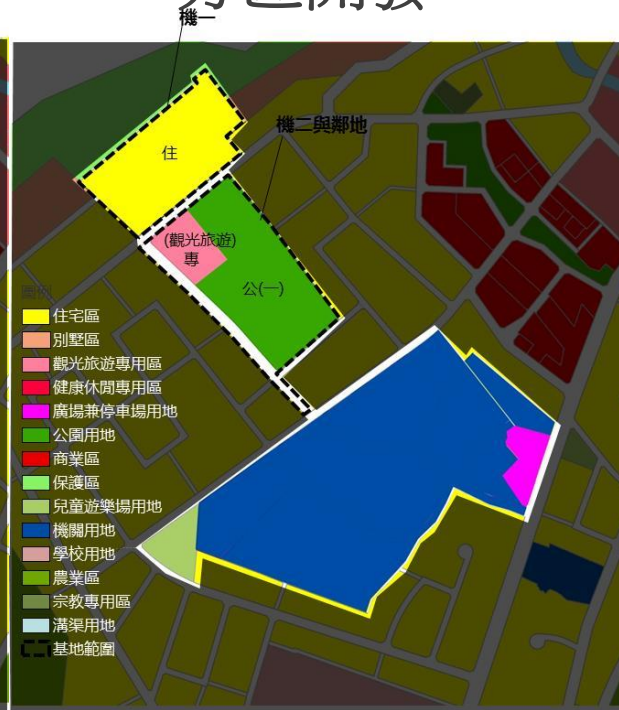 機一
機二與鄰地
住
(觀光旅遊)
專
公(一)
圖例
住宅區
別墅區
觀光旅遊專用區
健康休閒專用區
廣場兼停車場用地
公園用地
商業區
保護區
兒童遊樂場用地
機關用地
學校用地
農業區
宗教專用區
溝渠用地
基地範圍